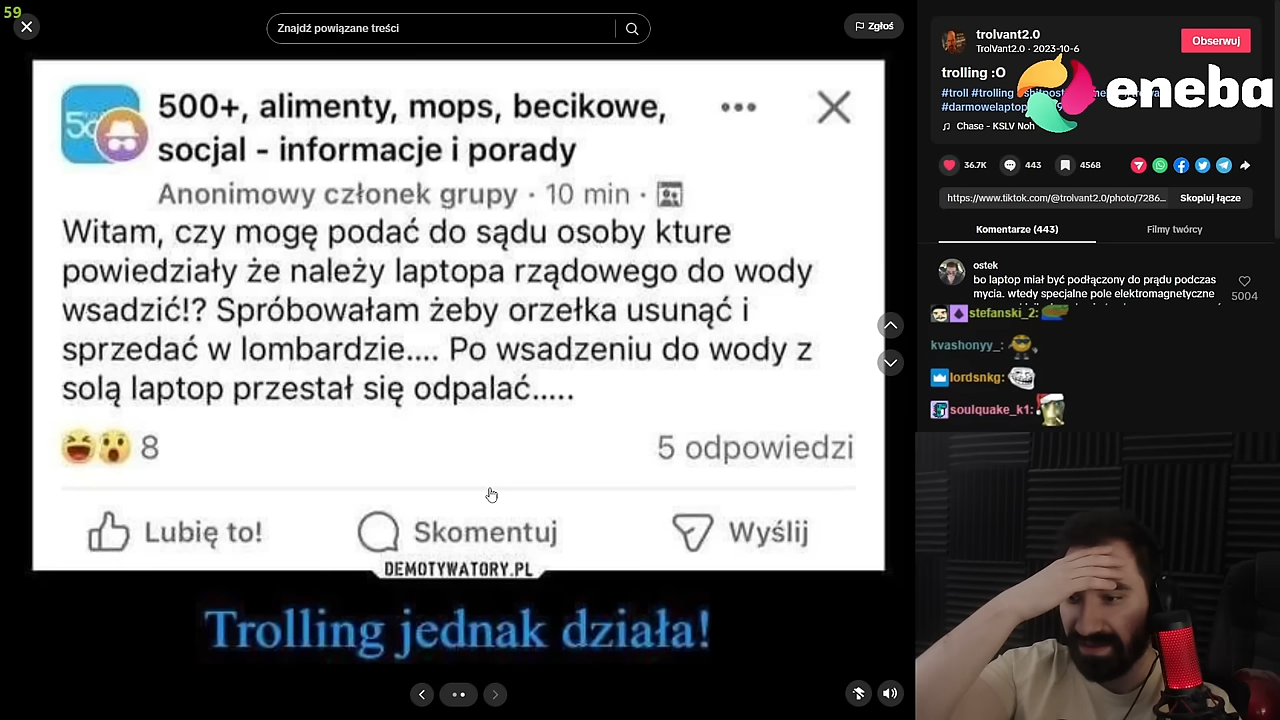 59
Znajdź powiązane treści
Zgłoś
500+, alimenty, mops, becikowe,
socjal - informacje i porady
Anonimowy członek grupy · 10 min ·
Witam, czy mogę podać do sądu osoby kture
powiedziały że należy laptopa rządowego do wody
wsadzić!? Spróbowałam żeby orzełka usunąć i
sprzedać w lombardzie.... Po wsadzeniu do wody z
solą laptop przestał się odpalać.....
8
5 odpowiedzi
Lubię to!
Skomentuj
Wyślij
DEMOTYWATORY.PL
Trolling jednak działa!
trolvant2.0
TrolVant2.0 · 2023-10-6
Obserwuj
trolling :O
eneba
#troll #trolling
#darmowelaptop
Chase - KSLV Noh
36.7K
443
4568
https://www.tiktok.com/@trolvant2.0/photo/7286...
Skopiuj łącze
Komentarze (443)
Filmy twórcy
ostek
bo laptop miał być podłączony do prądu podczas
mycia. wtedy specjalne pole elektromagnetyczne
5004
stefanski_2:
kvashonyy_:
lordsnkg:
soulquake_k1: